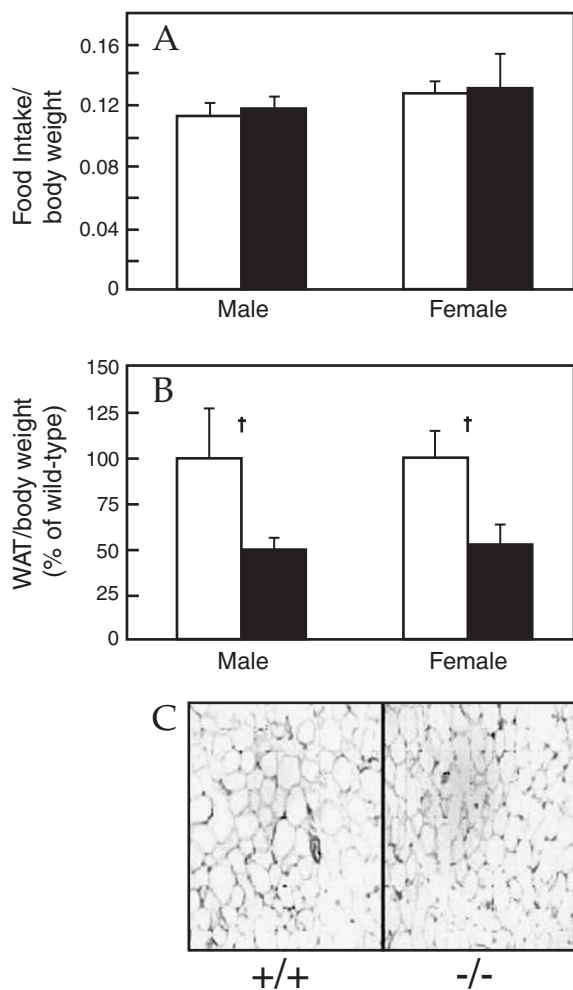 A
Food Intake/
body weight
0.16
0.12
0.08
0.04
0
Male
Female
B
WAT/body weight
(% of wild-type)
150
125
100
75
50
25
0
†
†
Male
Female
C
+/+
-/-